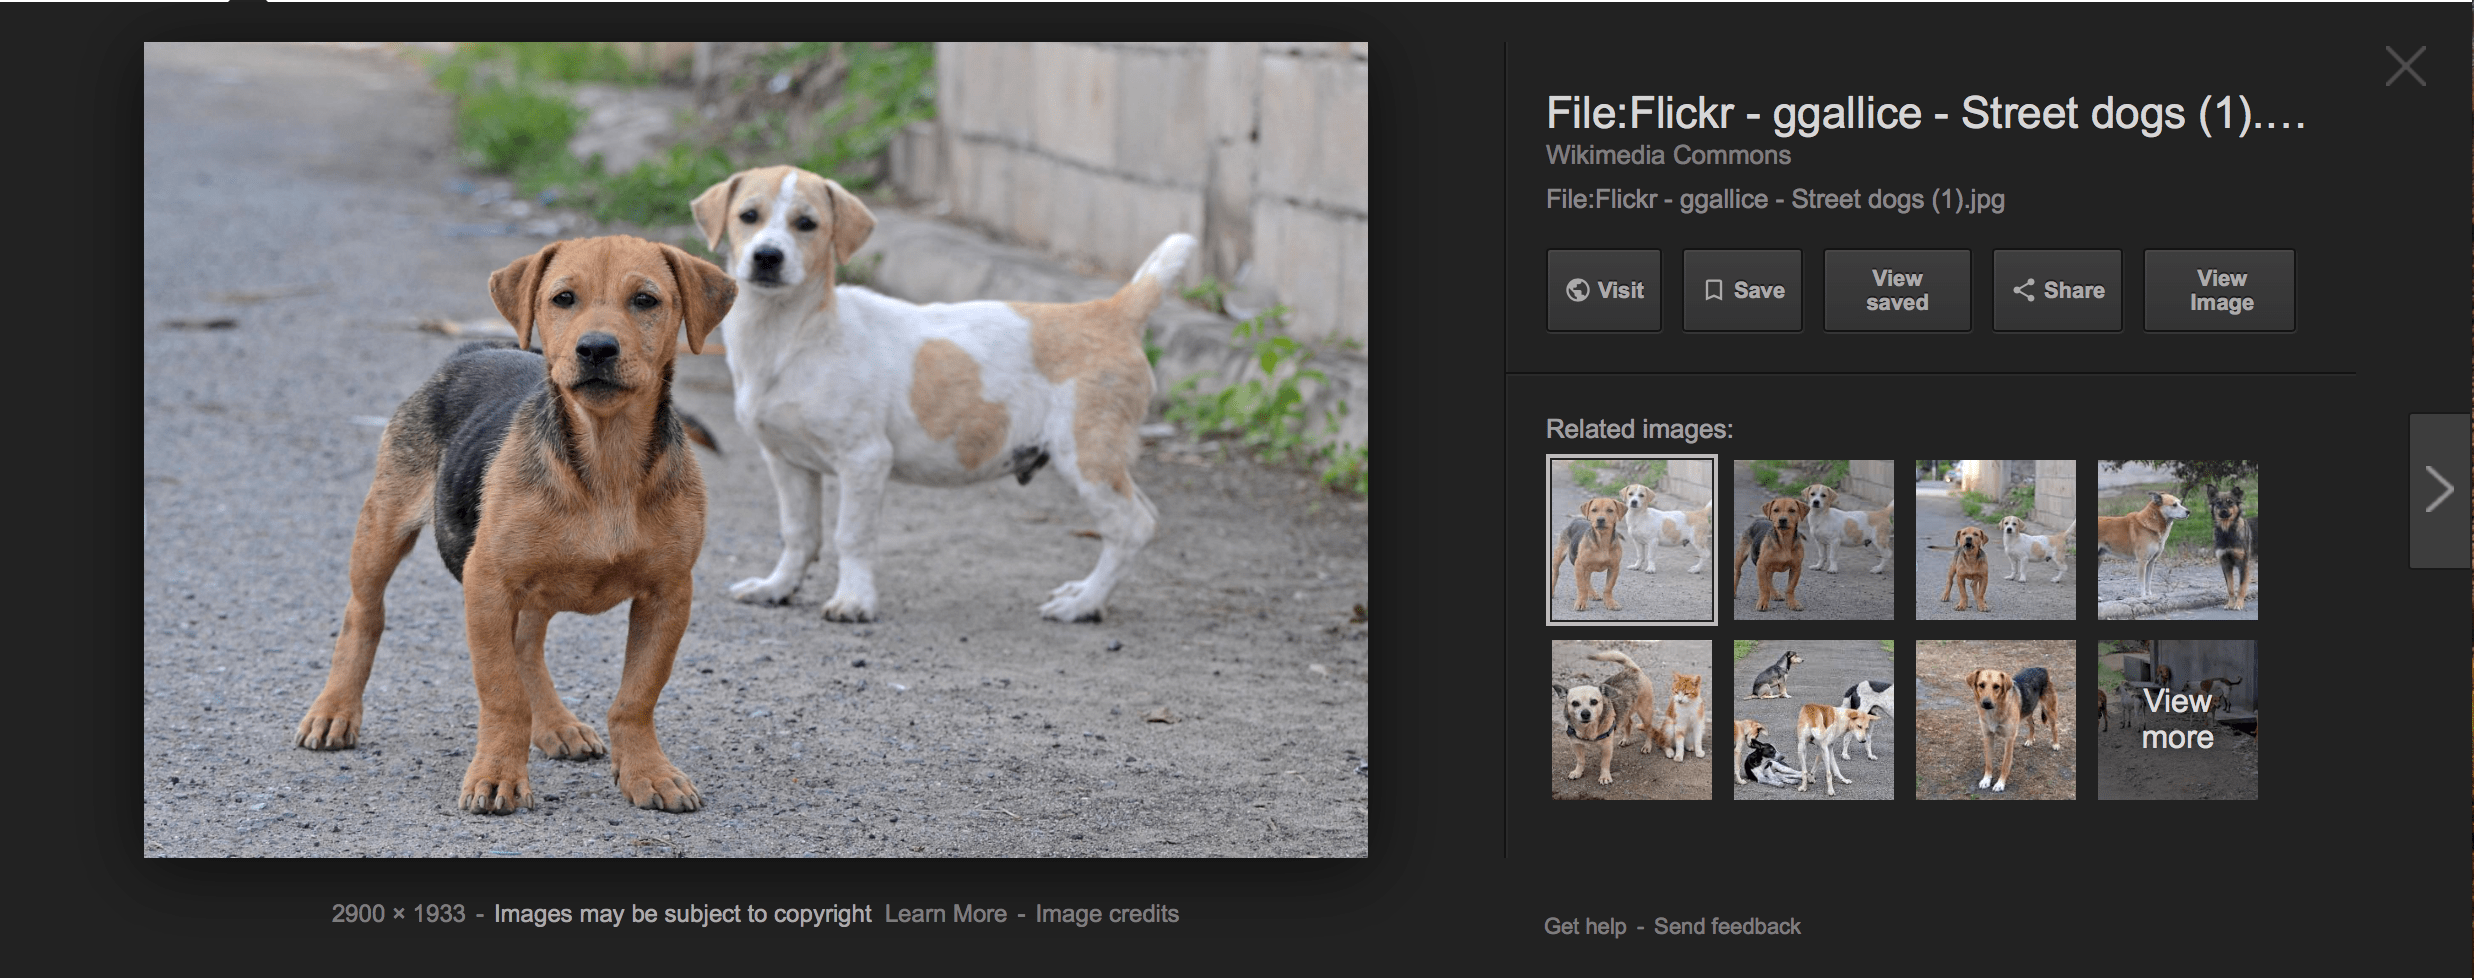 File:Flickr - ggallice - Street dogs (1)....
Wikimedia Commons
File:Flickr - ggallice - Street dogs (1).jpg
Visit
Save
View
saved
Share
View
Image
Related images:
View
more
2900 × 1933 - Images may be subject to copyright Learn More - Image credits
Get help - Send feedback